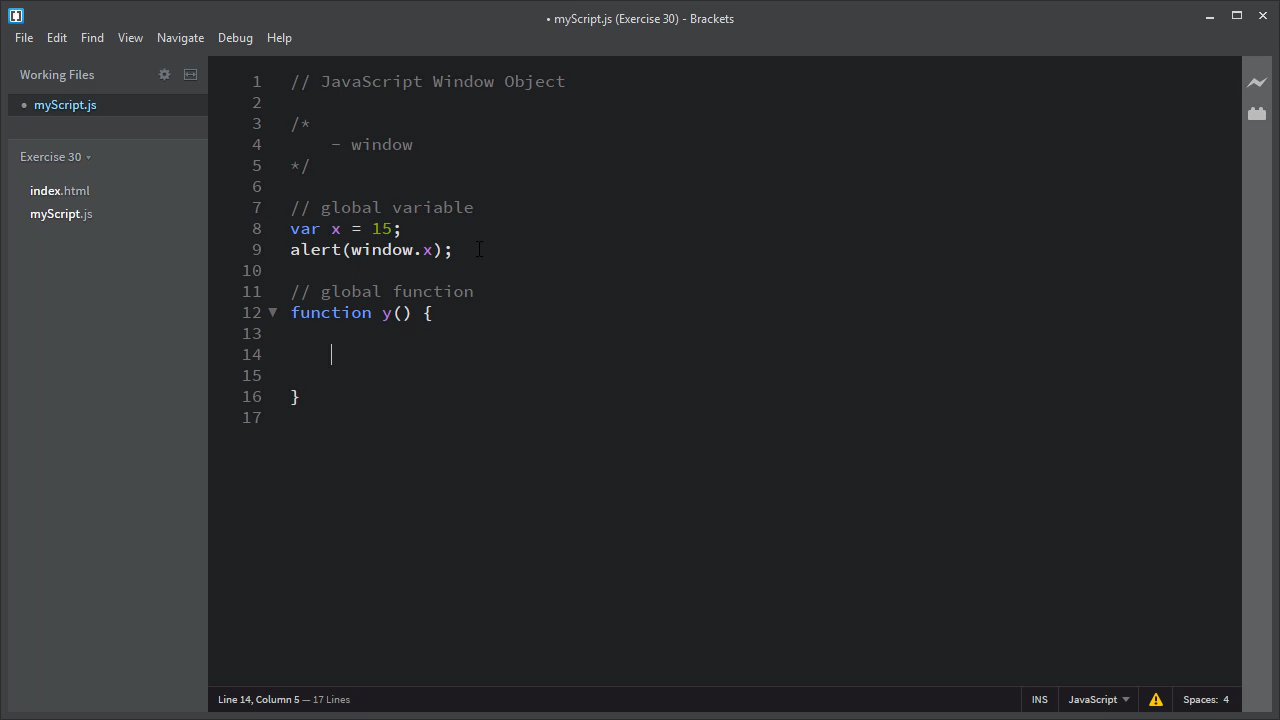 • myScript.js (Exercise 30) - Brackets
File Edit Find View Navigate Debug Help
Working Files
• myScript.js
Exercise 30
index.html
myScript.js
1 // JavaScript Window Object
2
3 /*
4     - window
5 */
6
7 // global variable
8 var x = 15;
9 alert(window.x);
10
11 // global function
12 function y() {
13
14
15
16 }
17
Line 14, Column 5 — 17 Lines INS JavaScript Spaces: 4